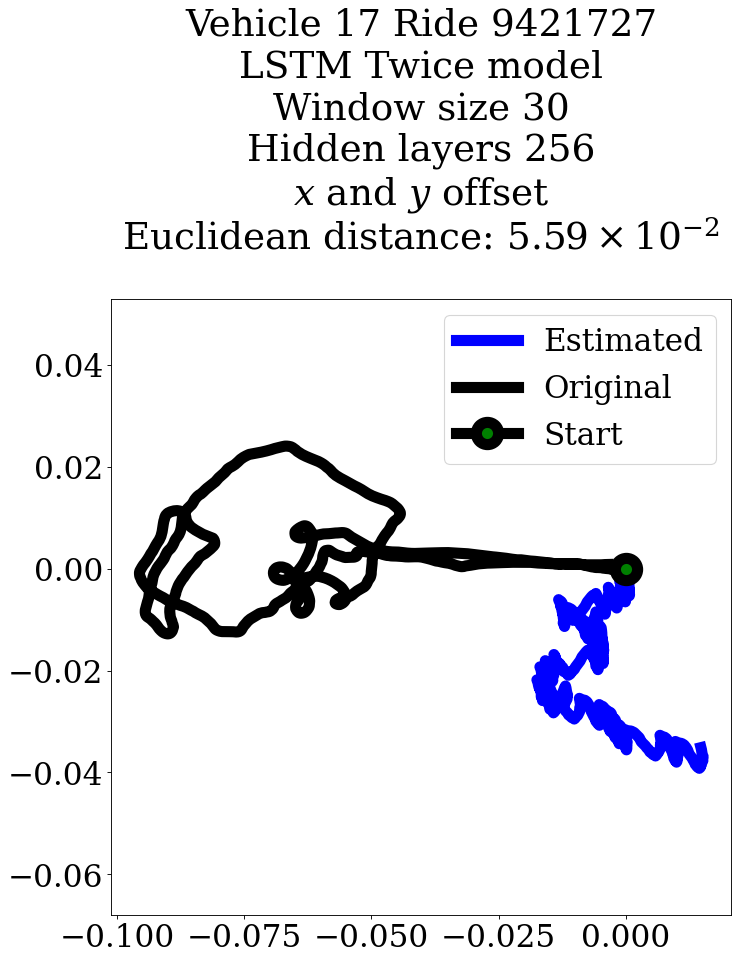 Vehicle 17 Ride 9421727
LSTM Twice model
Window size 30
Hidden layers 256
x and y offset
Euclidean distance: 5.59 × 10⁻²
Estimated
Original
Start
0.04
0.02
0.00
−0.02
−0.04
−0.06
−0.100 −0.075 −0.050 −0.025 0.000